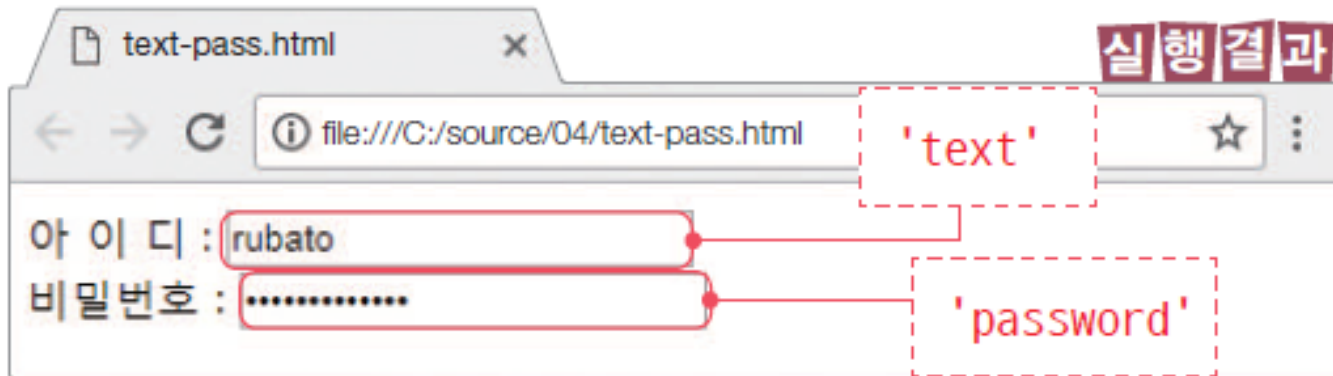 text-pass.html
실행결과
file:///C:/source/04/text-pass.html
'text'
아 이 디 : rubato
비밀번호 : •••••••••••••
'password'